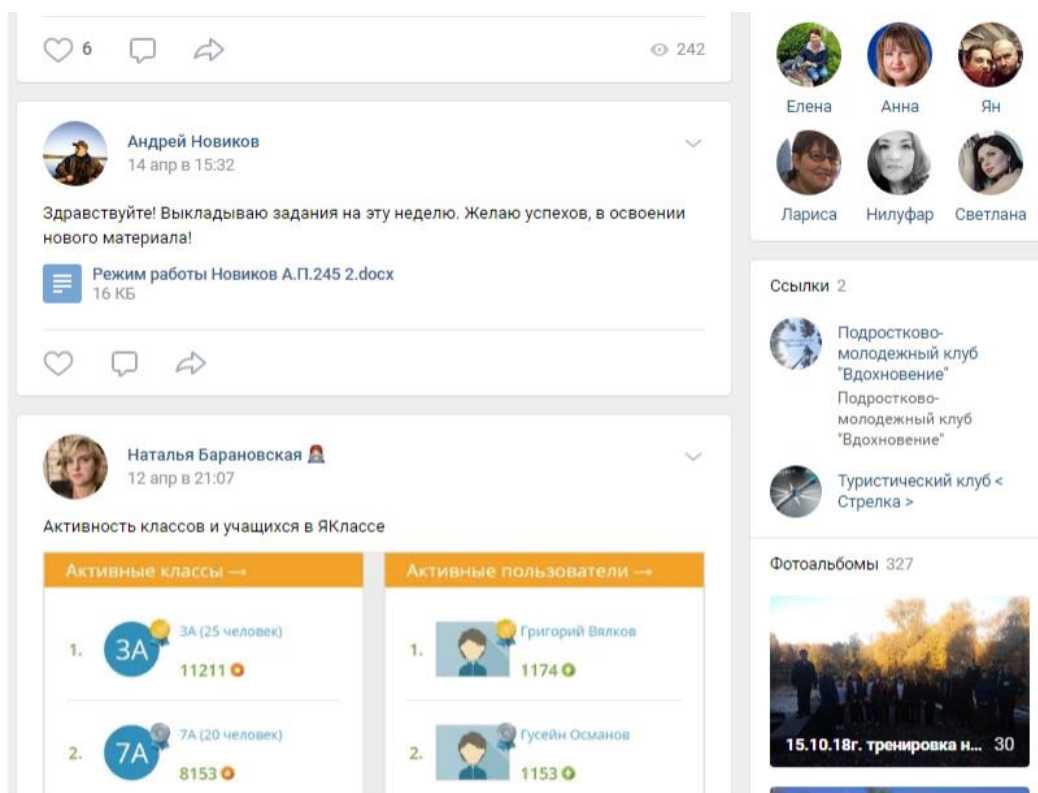 6
242
Андрей Новиков
14 апр в 15:32
Здравствуйте! Выкладываю задания на эту неделю. Желаю успехов, в освоении
нового материала!
Режим работы Новиков А.П.245 2.docx
16 КБ
Наталья Барановская
12 апр в 21:07
Активность классов и учащихся в ЯКлассе
Активные классы →
1.
3А
3А (25 человек)
11211
2.
7А
7А (20 человек)
8153
Активные пользователи →
1.
Григорий Вялков
1174
2.
Гусейн Османов
1153
Елена
Анна
Ян
Лариса
Нилуфар
Светлана
Ссылки 2
Подростково-
молодежный клуб
"Вдохновение"
Подростково-
молодежный клуб
"Вдохновение"
Туристический клуб <
Стрелка >
Фотоальбомы 327
15.10.18г. тренировка н... 30